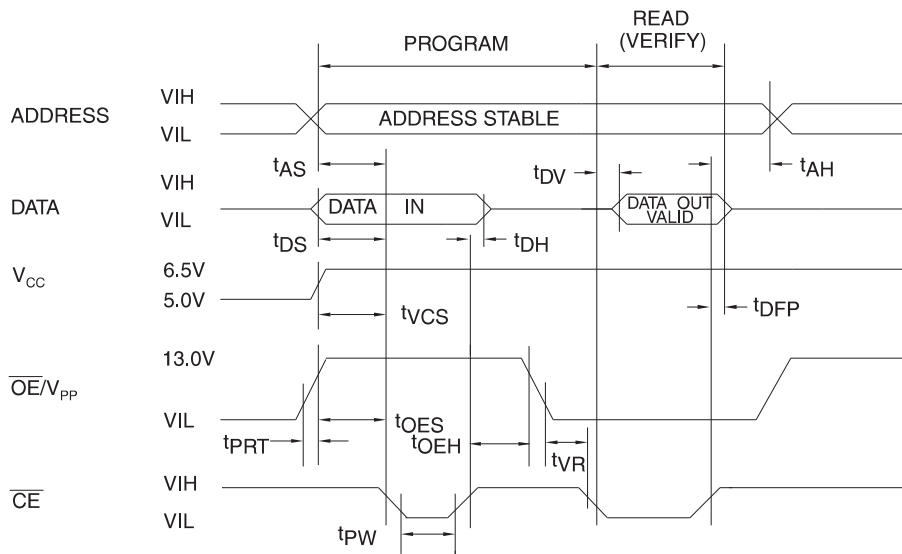 PROGRAM
READ
(VERIFY)
ADDRESS
VIH
VIL
ADDRESS STABLE
tAS
tDV
tAH
DATA
VIH
VIL
DATA IN
DATA OUT
VALID
tDS
tDH
VCC
6.5V
5.0V
tVCS
tDFP
OE/VPP
13.0V
VIL
tPRT
tOES
tOEH
tVR
CE
VIH
VIL
tPW